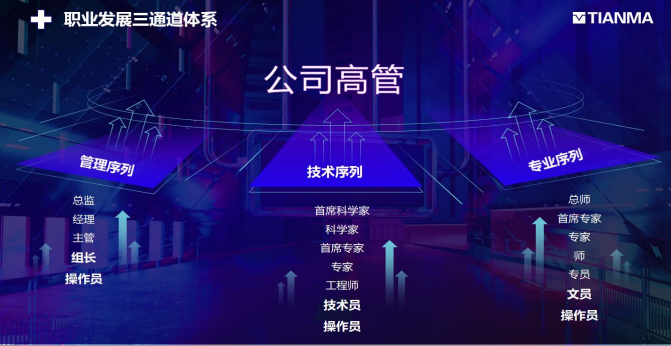 职业发展三通道体系
TIANMA
公司高管
管理序列
总监
经理
主管
组长
操作员
技术序列
首席科学家
科学家
首席专家
专家
工程师
技术员
操作员
专业序列
总师
首席专家
专家
师
专员
文员
操作员